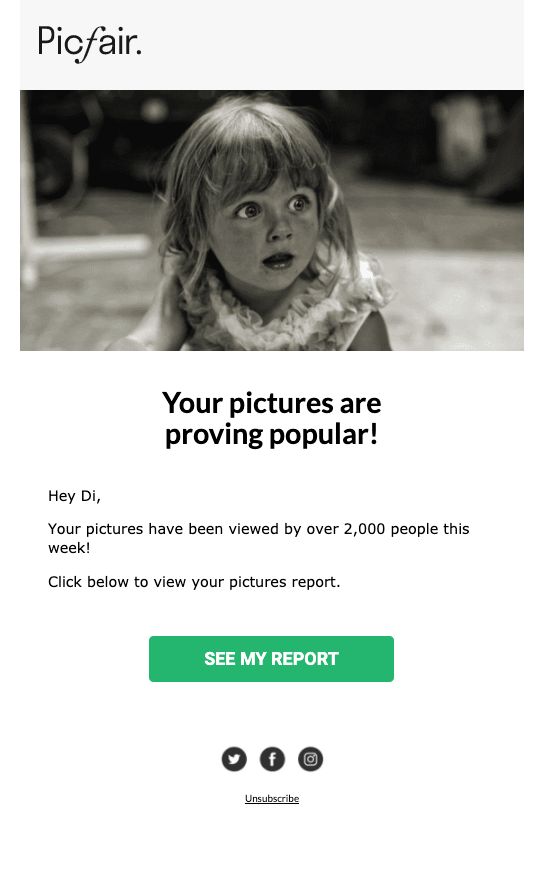 Picfair.
Your pictures are
proving popular!
Hey Di,
Your pictures have been viewed by over 2,000 people this
week!
Click below to view your pictures report.
SEE MY REPORT
Unsubscribe